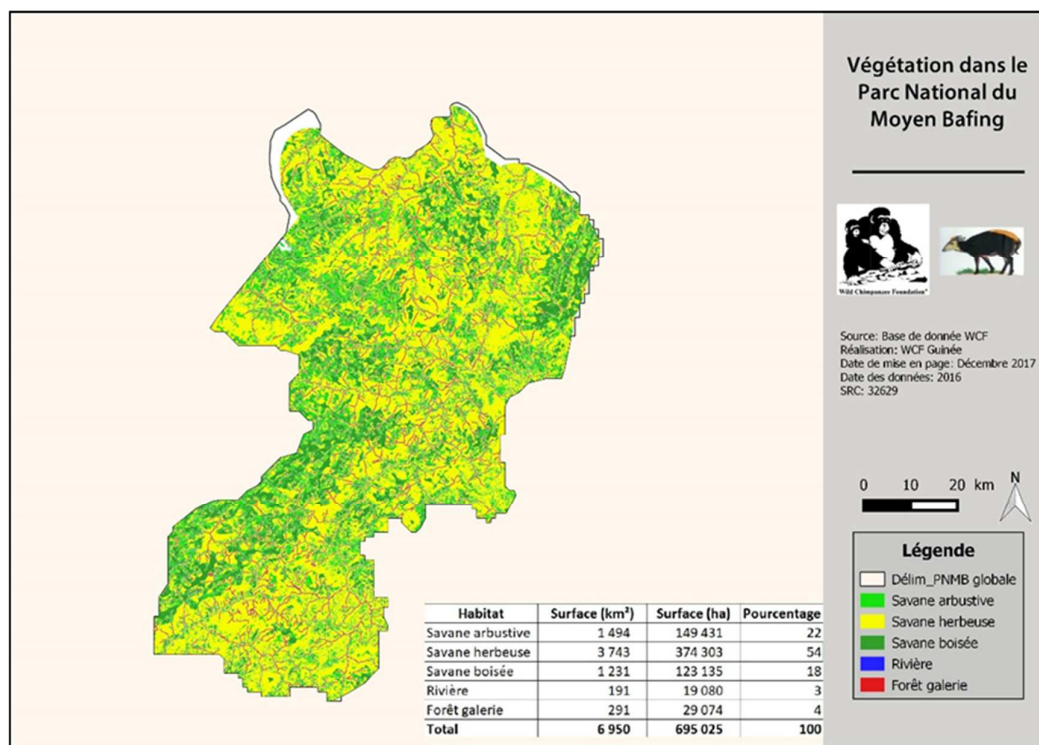 Végétation dans le
Parc National du
Moyen Bafing
Wild Chimpanzee Foundation®
Source: Base de donnée WCF
Réalisation: WCF Guinée
Date de mise en page: Décembre 2017
Date des données: 2016
SRC: 32629
0 10 20 km
N
Légende
Délim_PNMB globale
Savane arbustive
Savane herbeuse
Savane boisée
Rivière
Forêt galerie
Habitat Surface (km²) Surface (ha) Pourcentage
Savane arbustive 1 494 149 431 22
Savane herbeuse 3 743 374 303 54
Savane boisée 1 231 123 135 18
Rivière 191 19 080 3
Forêt galerie 291 29 074 4
Total 6 950 695 025 100